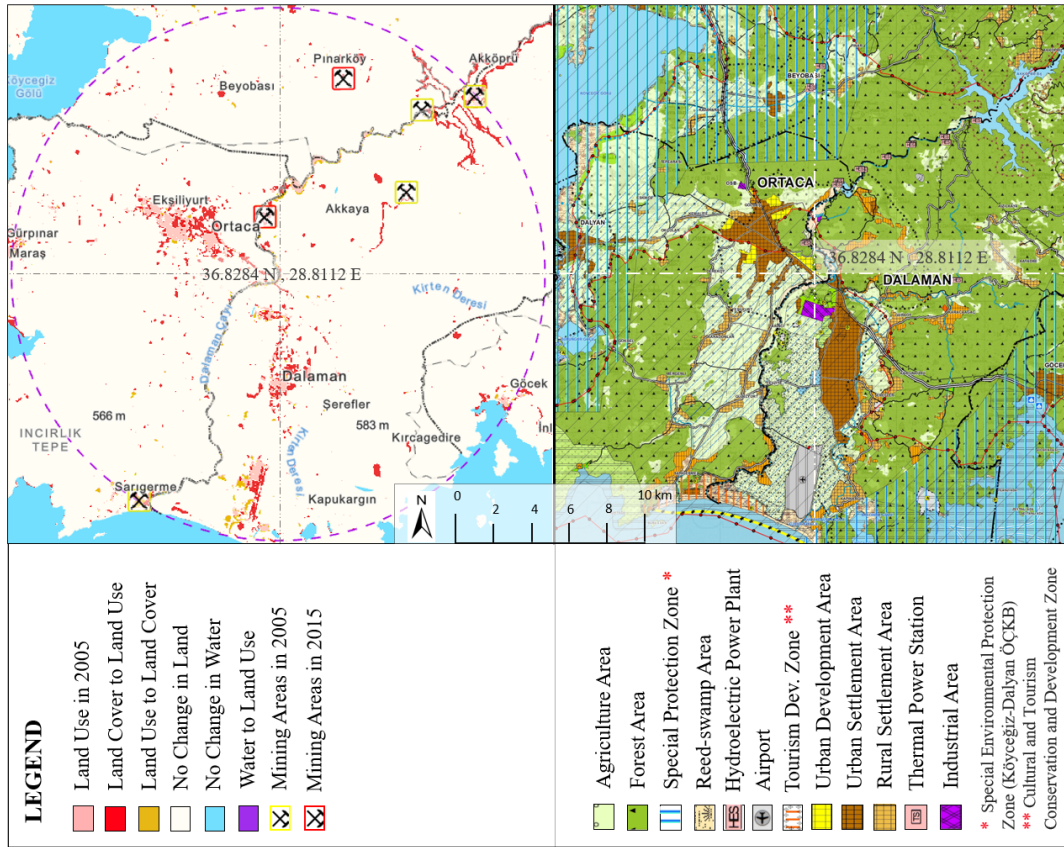 Köyceğiz
Gölü
Pınarköy
Akköprü
Beyobası
Ekşiliyurt
Ortaca
Akkaya
Gürpınar
Maraş
36.8284 N , 28.8112 E
Kirten Deresi
Dalaman Çayı
Dalaman
Göcek
Şerefler
566 m
583 m
İnl
INCIRLIK
TEPE
Kırcagedire
Kirten Deresi
Sarıgerme
Kapukargın
N
0
10 km
2
4
6
8
BEYOBASI
ORTACA
DALYAN
36.8284 N , 28.8112 E
DALAMAN
GÖCE
LEGEND
Land Use in 2005
Land Cover to Land Use
Land Use to Land Cover
No Change in Land
No Change in Water
Water to Land Use
Mining Areas in 2005
Mining Areas in 2015
Agriculture Area
Forest Area
Special Protection Zone *
Reed-swamp Area
HES Hydroelectric Power Plant
Airport
Tourism Dev. Zone **
Urban Development Area
Urban Settlement Area
Rural Settlement Area
TS Thermal Power Station
Industrial Area
* Special Environmental Protection
Zone (Köyceğiz-Dalyan ÖÇKB)
** Cultural and Tourism
Conservation and Development Zone